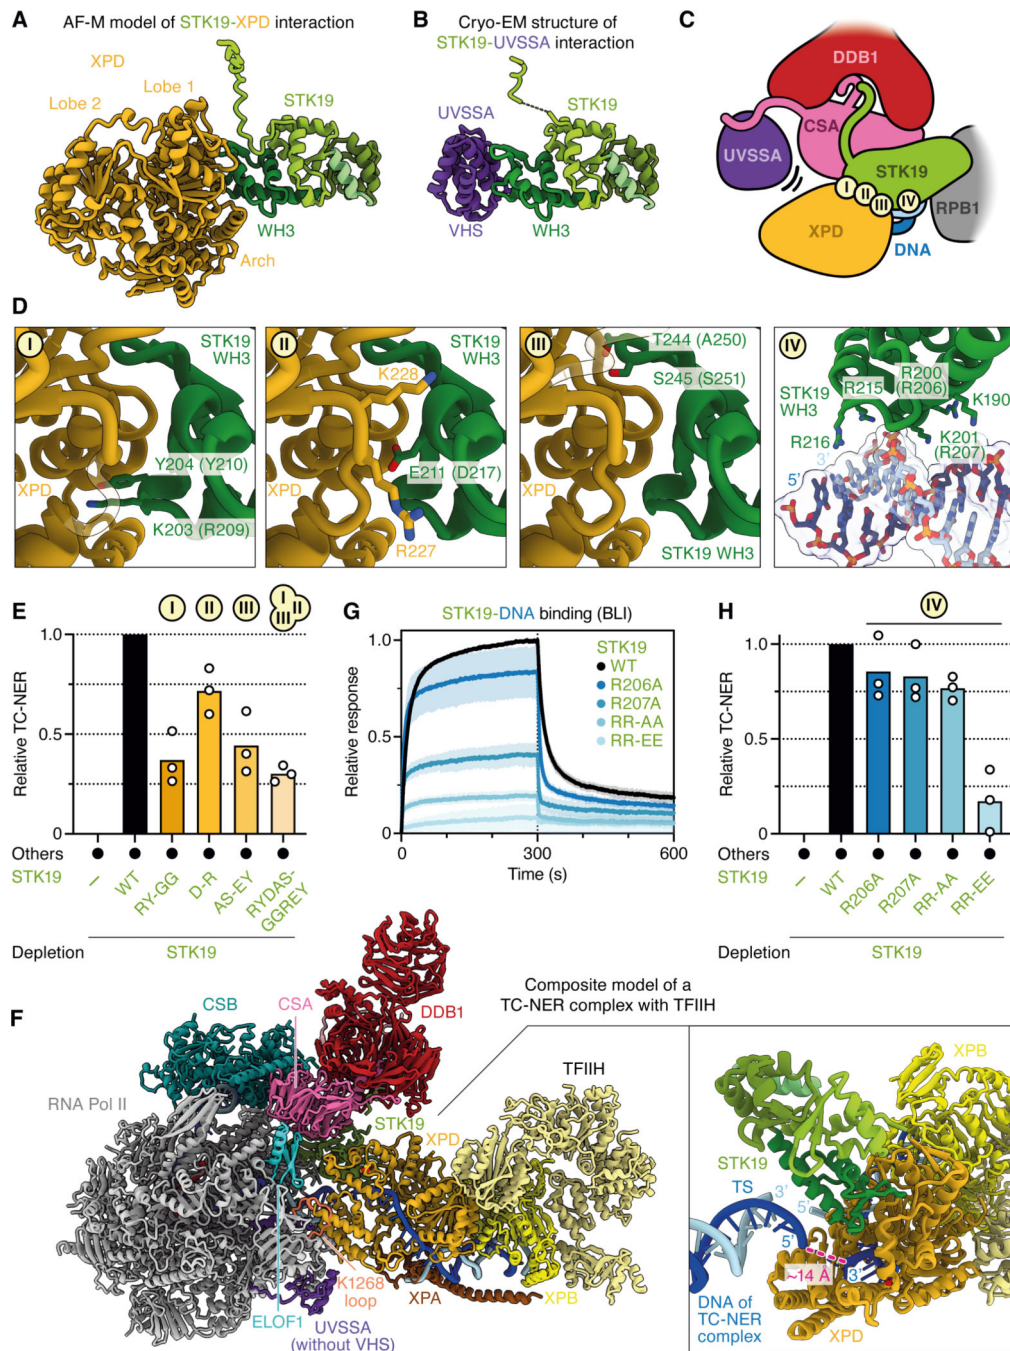 A
AF-M model of STK19-XPD interaction
XPD
Lobe 1
Lobe 2
STK19
WH3
Arch
B
Cryo-EM structure of
STK19-UVSSA interaction
UVSSA
STK19
VHS
WH3
C
DDB1
CSA
UVSSA
STK19
I
II
III
IV
RPB1
XPD
DNA
D
I
STK19
WH3
Y204 (Y210)
XPD
K203 (R209)
II
STK19
WH3
K228
E211 (D217)
XPD
R227
III
T244 (A250)
S245 (S251)
XPD
STK19 WH3
IV
STK19
WH3
R215
R200
(R206)
K190
R216
K201
(R207)
3'
5'
E
I
II
III
I
II
III
Relative TC-NER
1.0
0.5
0
Others
STK19
–
WT
RY-GG
D-R
AS-EY
RYDAS-
GGREY
Depletion
STK19
G
STK19-DNA binding (BLI)
Relative response
1.0
0.5
0
0
300
600
Time (s)
STK19
WT
R206A
R207A
RR-AA
RR-EE
H
IV
Relative TC-NER
1.0
0.5
0
Others
STK19
–
WT
R206A
R207A
RR-AA
RR-EE
Depletion
STK19
F
Composite model of a
TC-NER complex with TFIIH
CSB
CSA
DDB1
RNA Pol II
STK19
XPD
TFIIH
K1268
loop
ELOF1
UVSSA
(without VHS)
XPA
XPB
XPB
STK19
TS
3'
5'
5'
~14 Å
3'
DNA of
TC-NER
complex
XPD